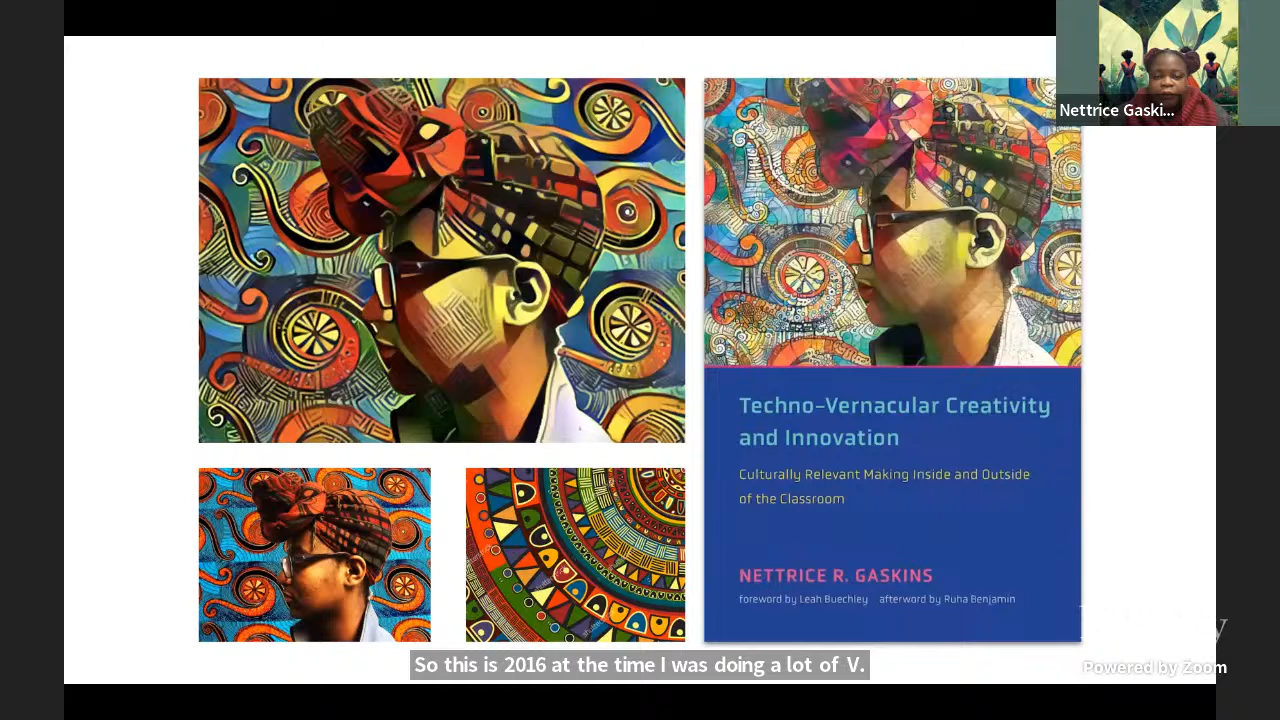 Nettrice Gaski...
Techno-Vernacular Creativity
and Innovation
Culturally Relevant Making Inside and Outside
of the Classroom
NETTRICE R. GASKINS
foreword by Leah Buechley afterword by Ruha Benjamin
So this is 2016 at the time I was doing a lot of V.
Powered by Zoom